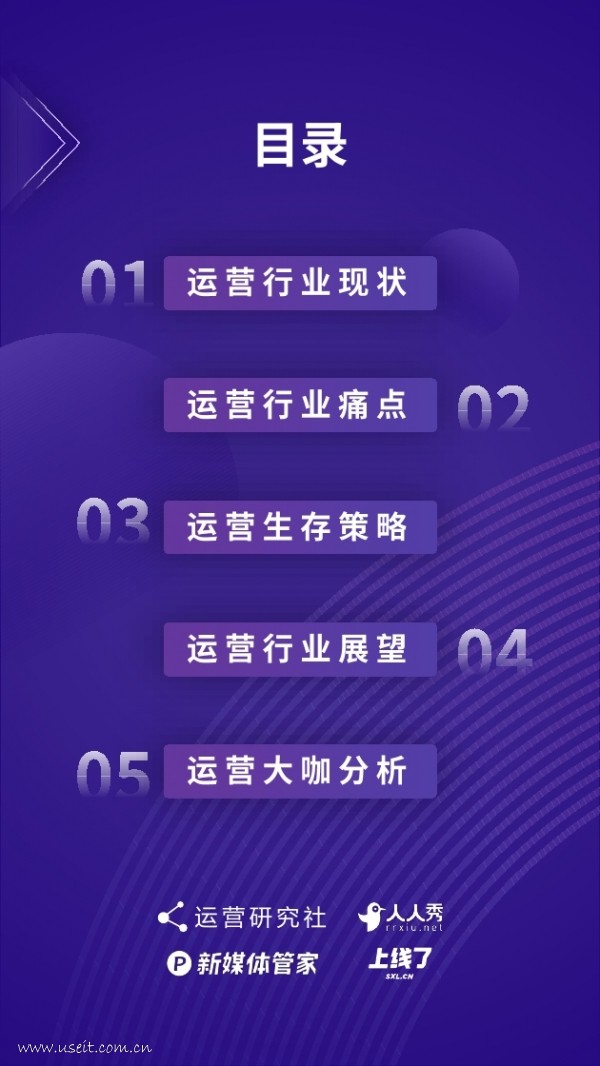 目录
01 运营行业现状
运营行业痛点 02
03 运营生存策略
运营行业展望 04
05 运营大咖分析
运营研究社 人人秀
rrxiu.net
P 新媒体管家 上线了
SXL.CN
www.useit.com.cn